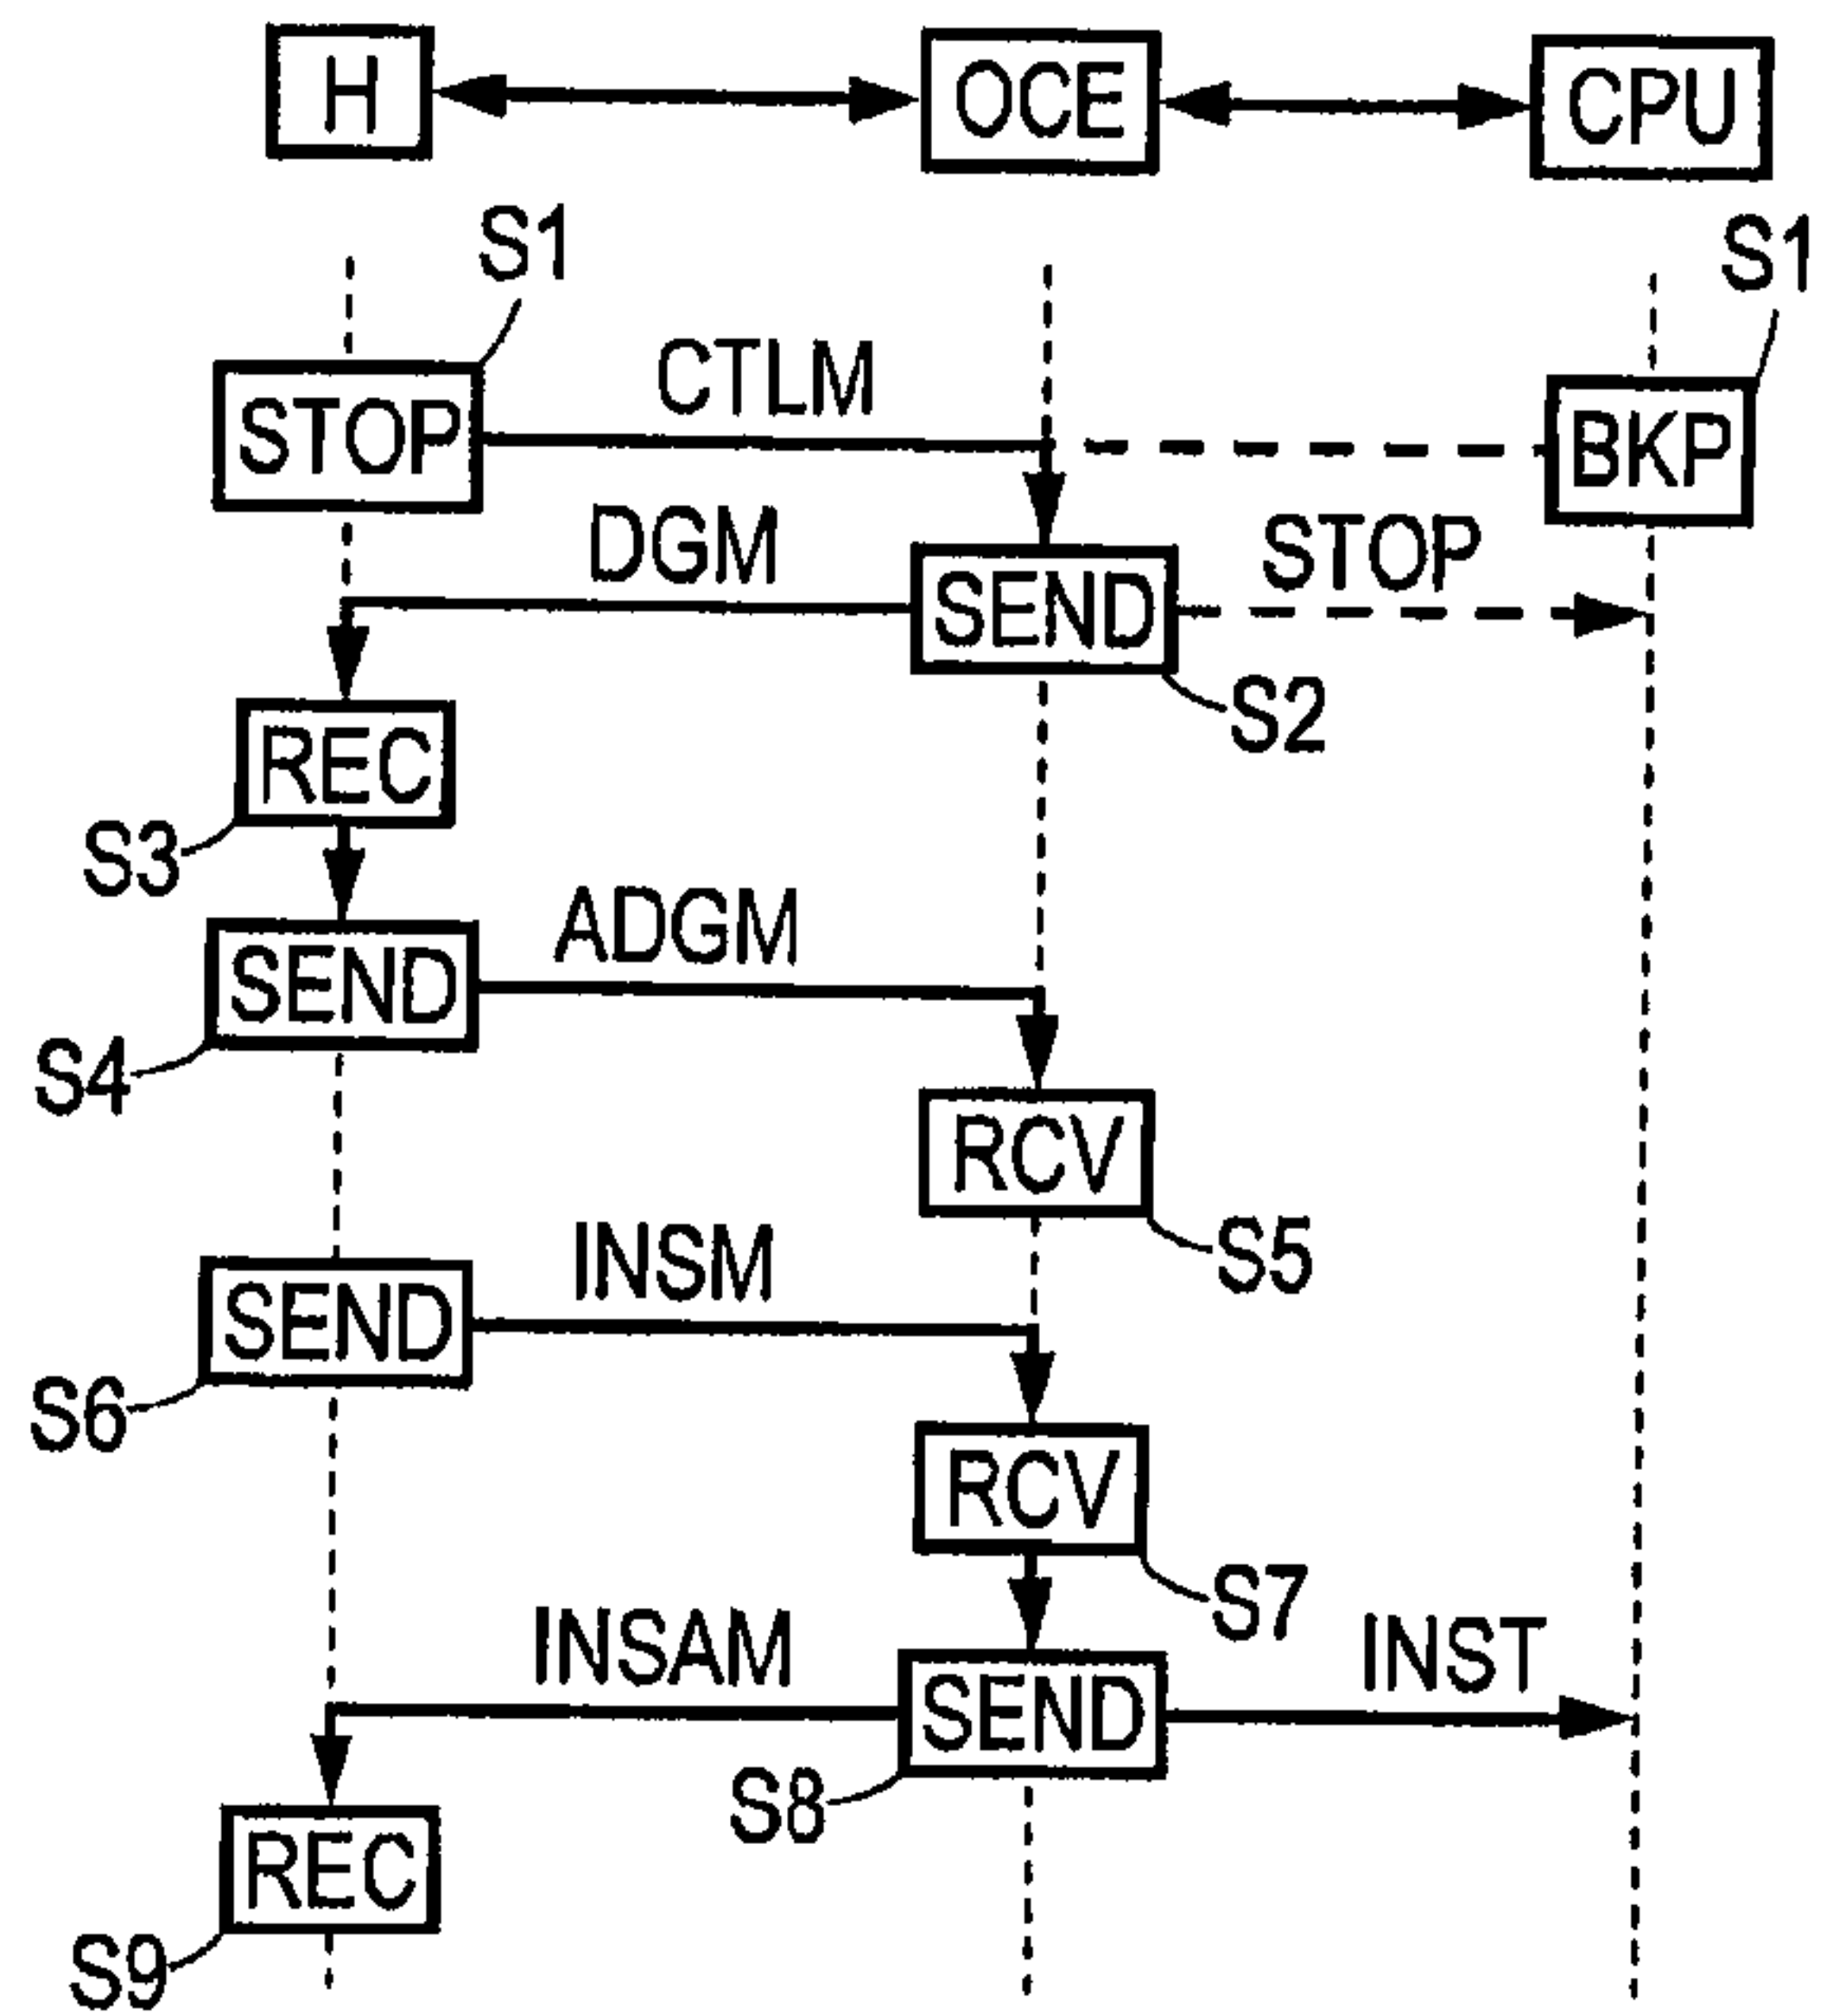 H
OCE
CPU
S1
S1
STOP
CTLM
BKP
DGM
SEND
STOP
S2
REC
S3
ADGM
SEND
S4
RCV
S5
INSM
SEND
S6
RCV
S7
INSAM
SEND
INST
S8
REC
S9